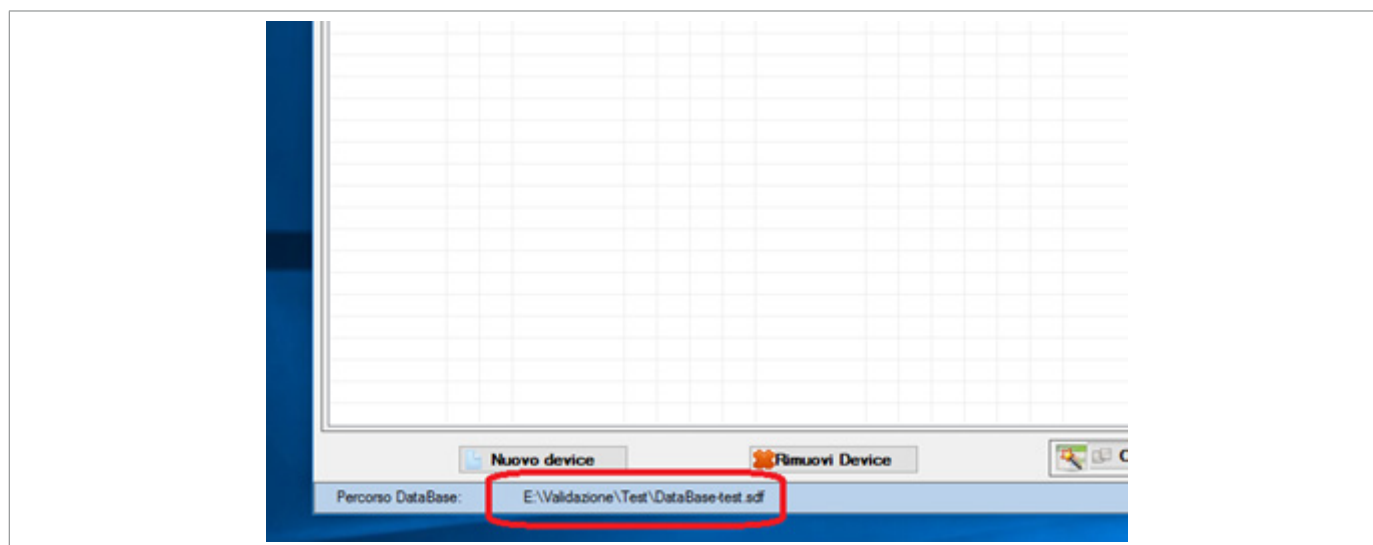 Nuovo device Rimuovi Device
Percorso DataBase: E:\Validazione\Test\DataBase-test.sdf